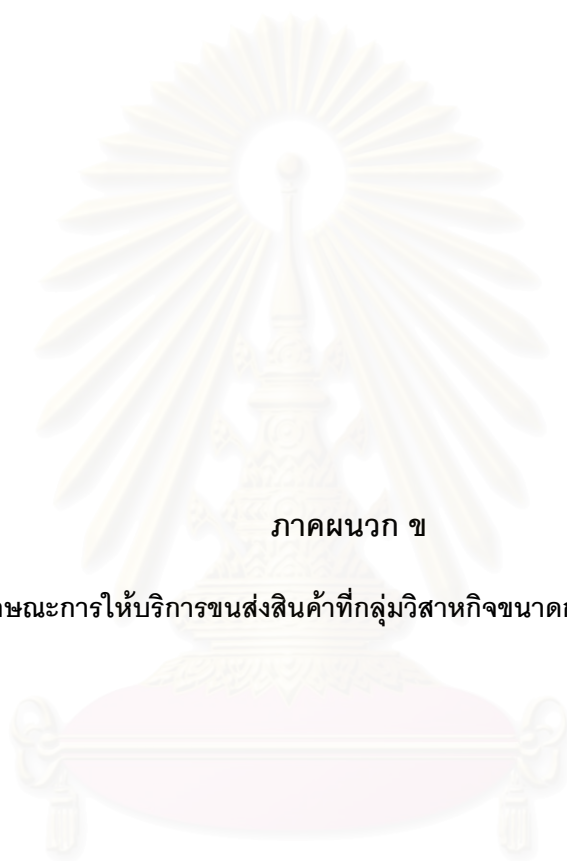 ภาคผนวก ข
ษณะการให้บริการขนส่งสินค้าที่กลุ่มวิสาหกิจขนาด